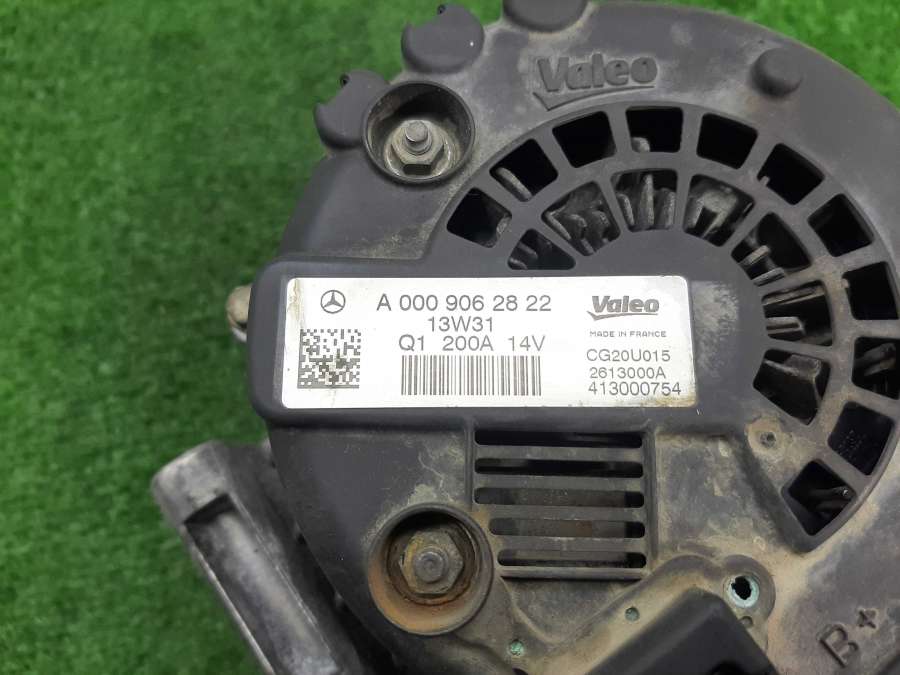 Valeo
A 000 906 28 22
13W31
Q1 200A 14V
Valeo
MADE IN FRANCE
CG20U015
2613000A
413000754
B+